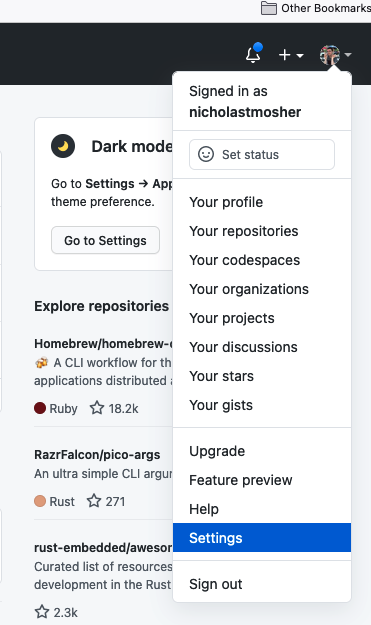 Other Bookmarks
Signed in as
nicholastmosher
Set status
Your profile
Your repositories
Your codespaces
Your organizations
Your projects
Your discussions
Your stars
Your gists
Upgrade
Feature preview
Help
Settings
Sign out
Dark mode
Go to Settings → App
theme preference.
Go to Settings
Explore repositories
Homebrew/homebrew-c
A CLI workflow for th
applications distributed a
Ruby 18.2k
RazrFalcon/pico-args
An ultra simple CLI argu
Rust 271
rust-embedded/aweso
Curated list of resources
development in the Rust
2.3k